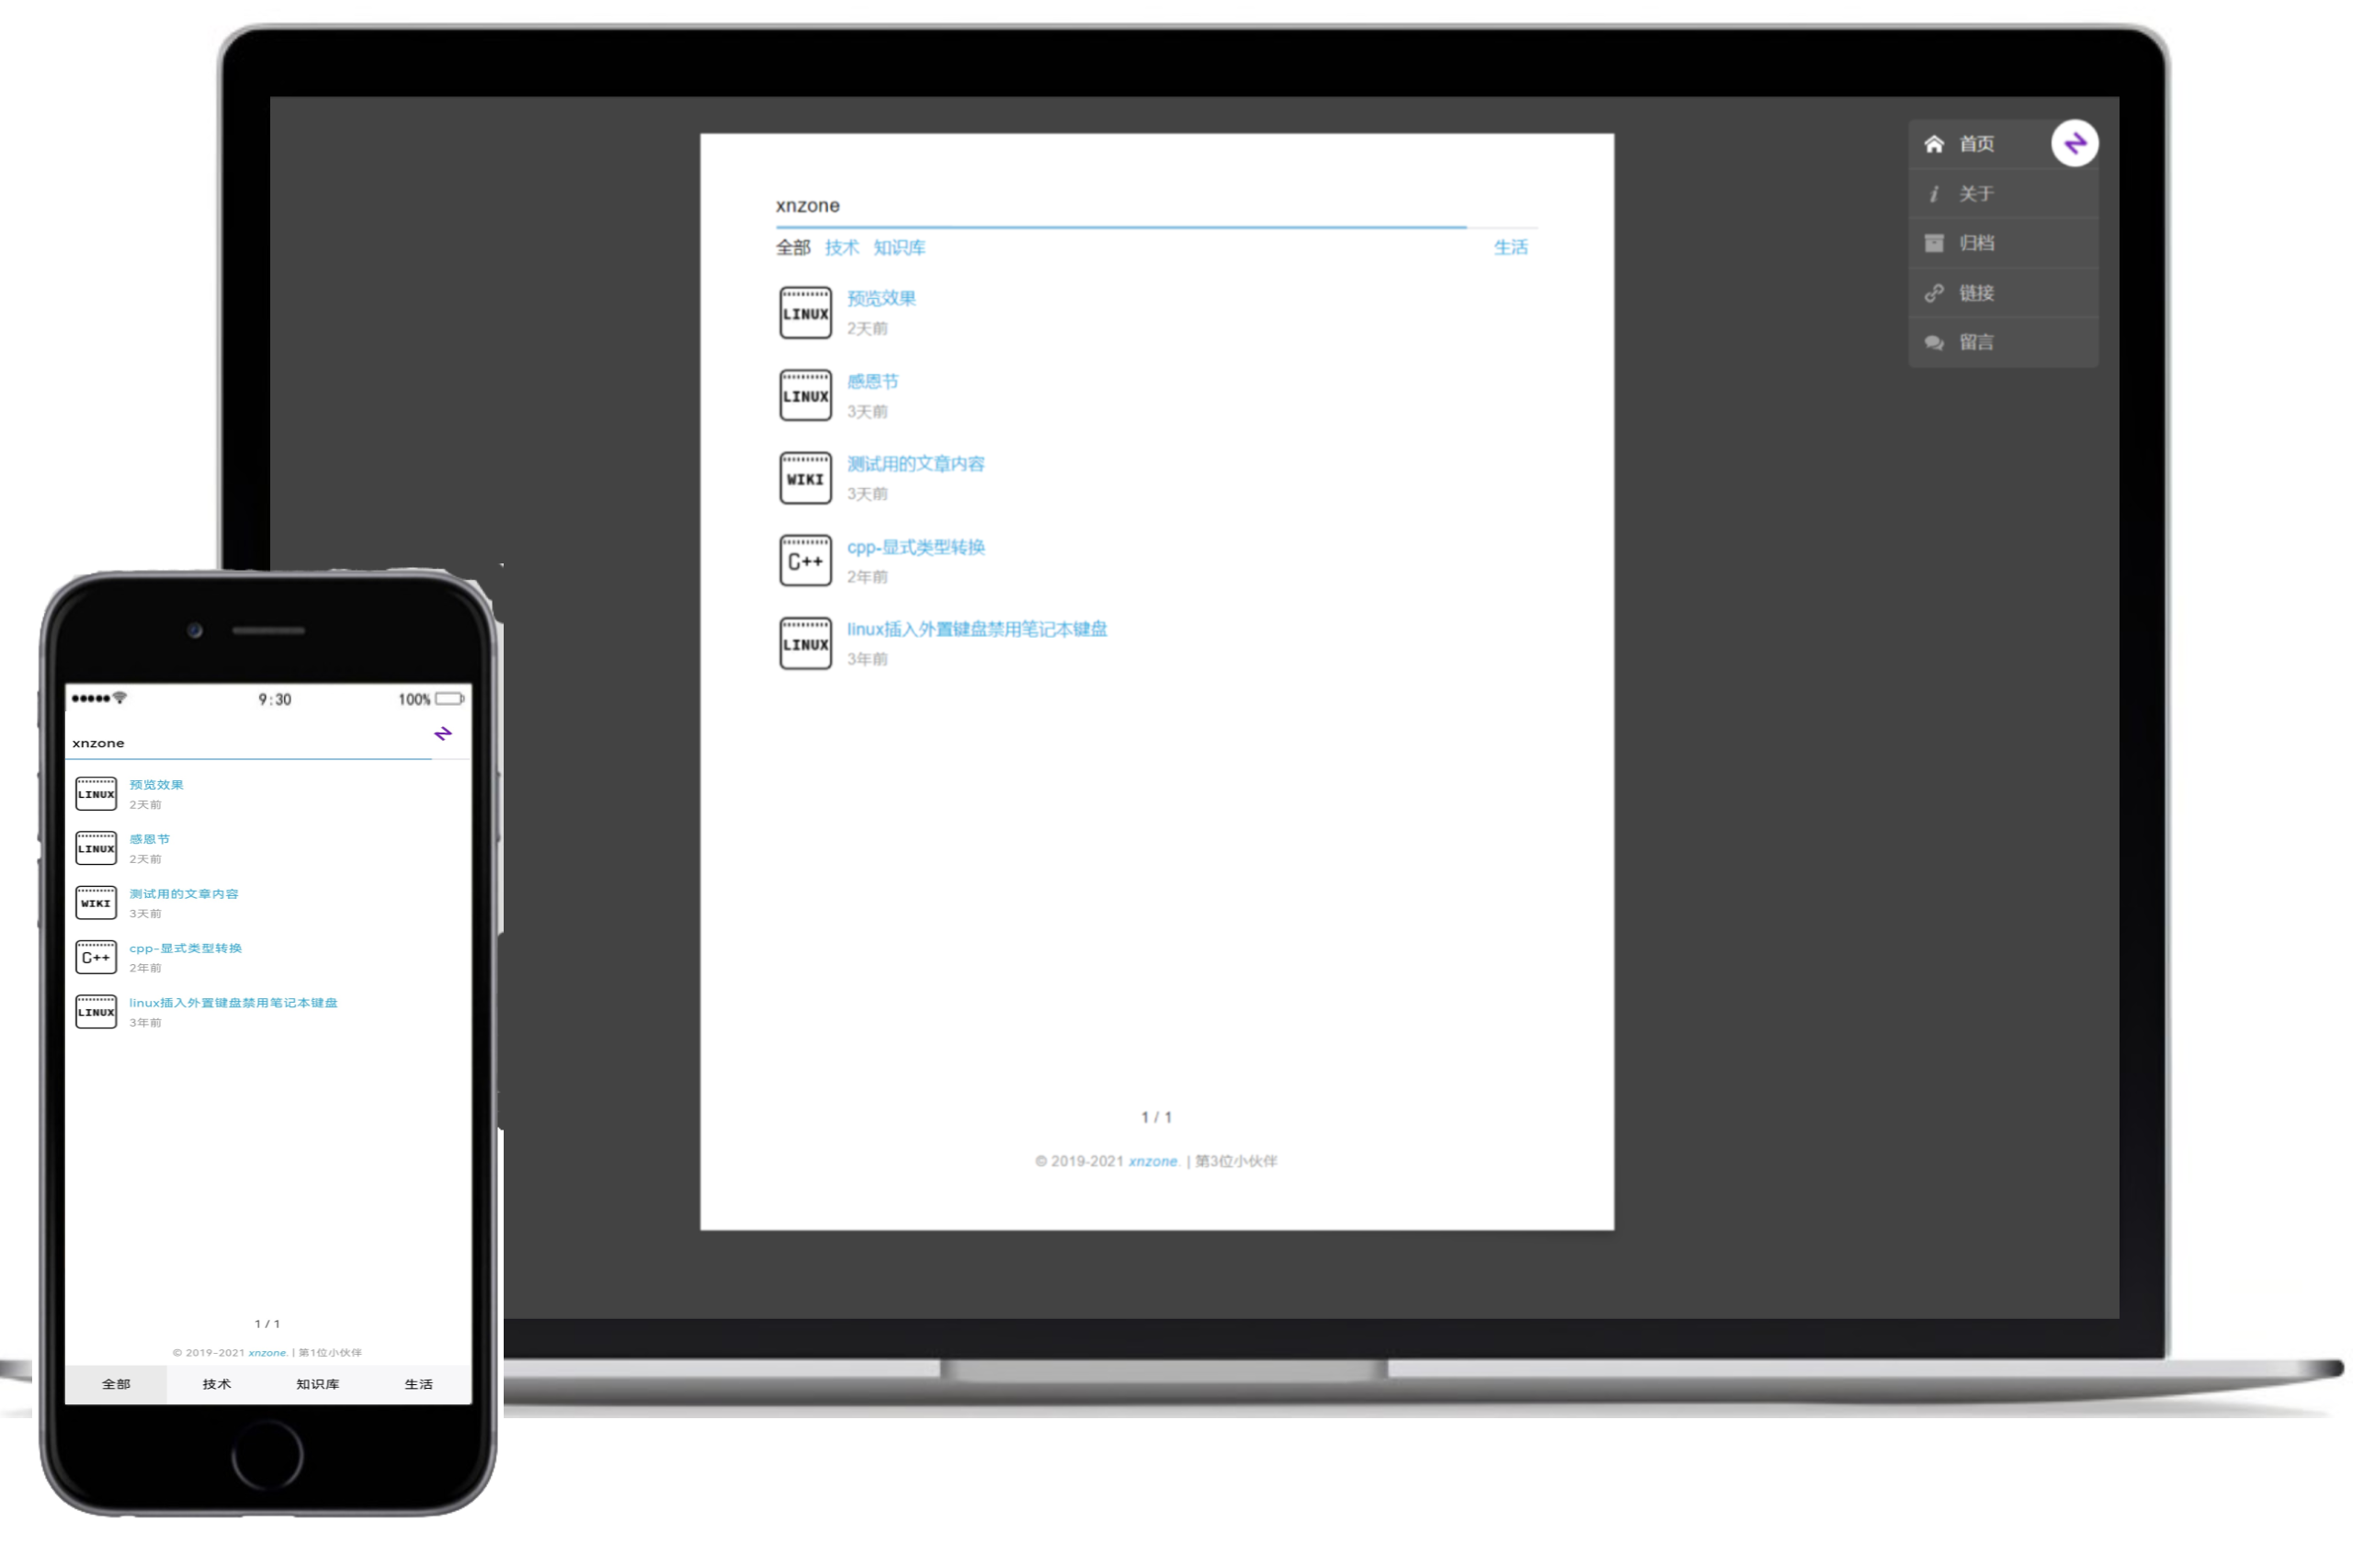 首页
关于
归档
链接
留言
xnzone
全部 技术 知识库 生活
LINUX 预览效果
2天前
LINUX 感恩节
3天前
WIKI 测试用的文章内容
3天前
C++ cpp-显式类型转换
2年前
LINUX linux插入外置键盘禁用笔记本键盘
3年前
1 / 1
© 2019-2021 xnzone. | 第3位小伙伴
9:30 100%
xnzone
LINUX 预览效果
2天前
LINUX 感恩节
2天前
WIKI 测试用的文章内容
3天前
C++ cpp-显式类型转换
2年前
LINUX linux插入外置键盘禁用笔记本键盘
3年前
1 / 1
© 2019-2021 xnzone. | 第1位小伙伴
全部 技术 知识库 生活